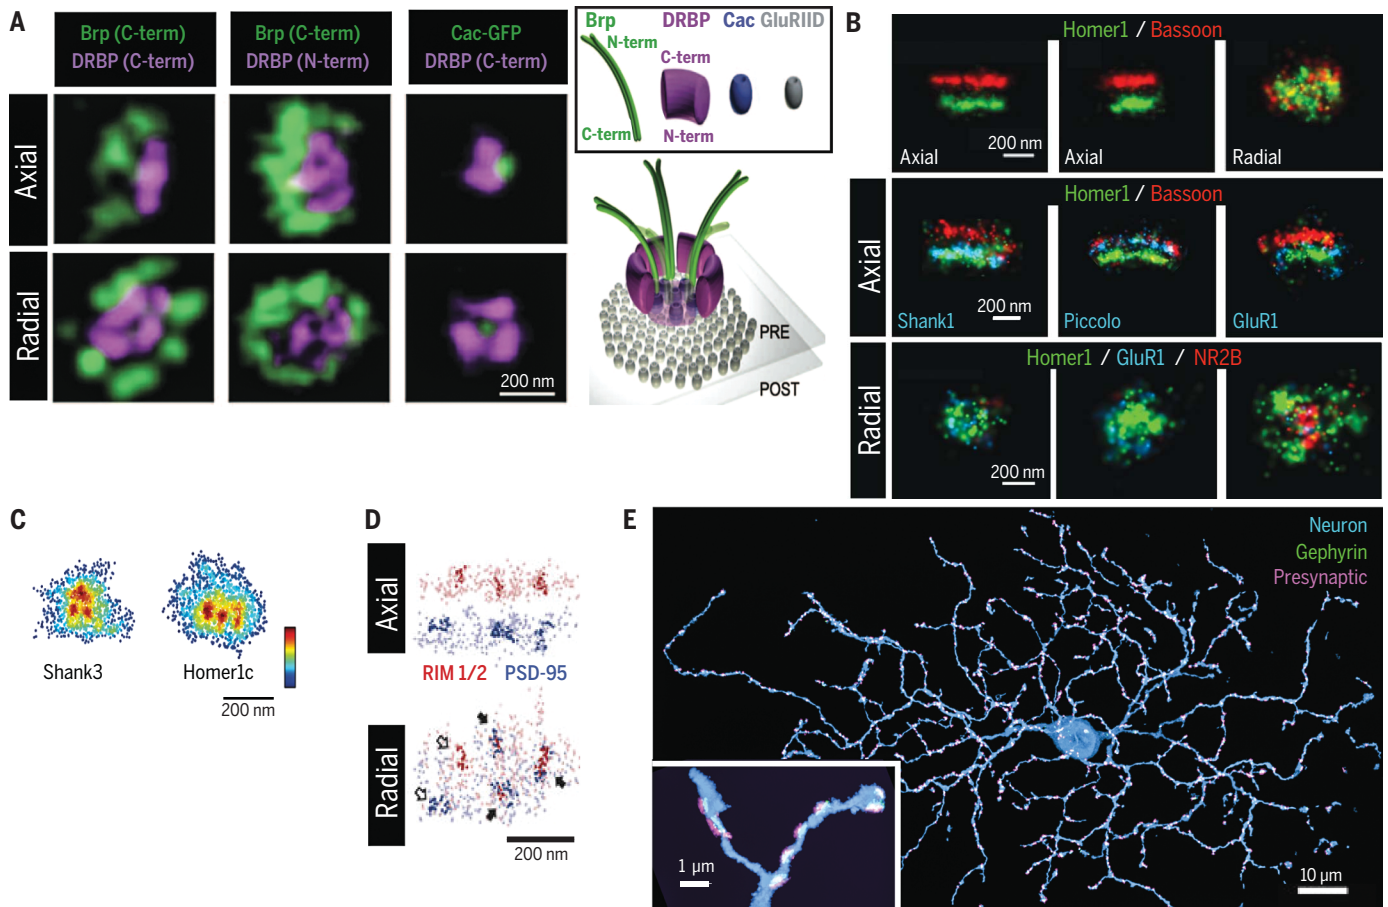 A
Brp (C-term)
DRBP (C-term)
Brp (C-term)
DRBP (N-term)
Cac-GFP
DRBP (C-term)
Axial
Radial
200 nm
Brp
DRBP
Cac
GluRIID
N-term
C-term
C-term
N-term
PRE
POST
B
Homer1 / Bassoon
Axial
200 nm
Axial
Radial
Axial
Homer1 / Bassoon
Shank1
200 nm
Piccolo
GluR1
Radial
Homer1 / GluR1 / NR2B
200 nm
C
Shank3
Homer1c
200 nm
D
Axial
RIM 1/2
PSD-95
Radial
200 nm
E
Neuron
Gephyrin
Presynaptic
1 µm
10 µm